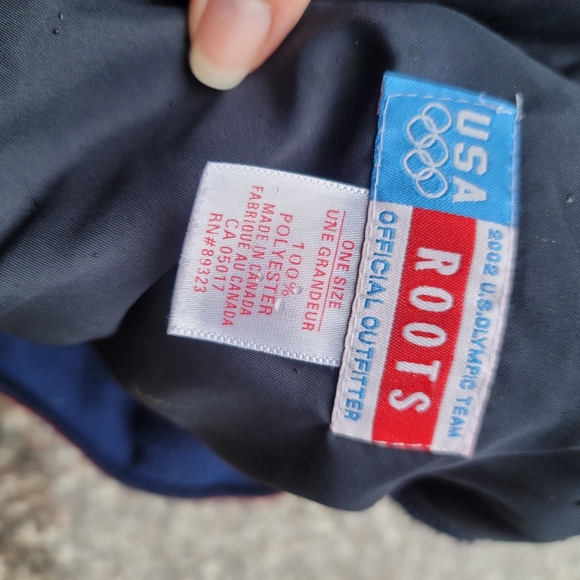 USA
2002 U.S. OLYMPIC TEAM
ROOTS
OFFICIAL OUTFITTER
ONE SIZE
UNE GRANDEUR
100%
POLYESTER
MADE IN CANADA
FABRIQUE AU CANADA
CA 05017
RN#89323